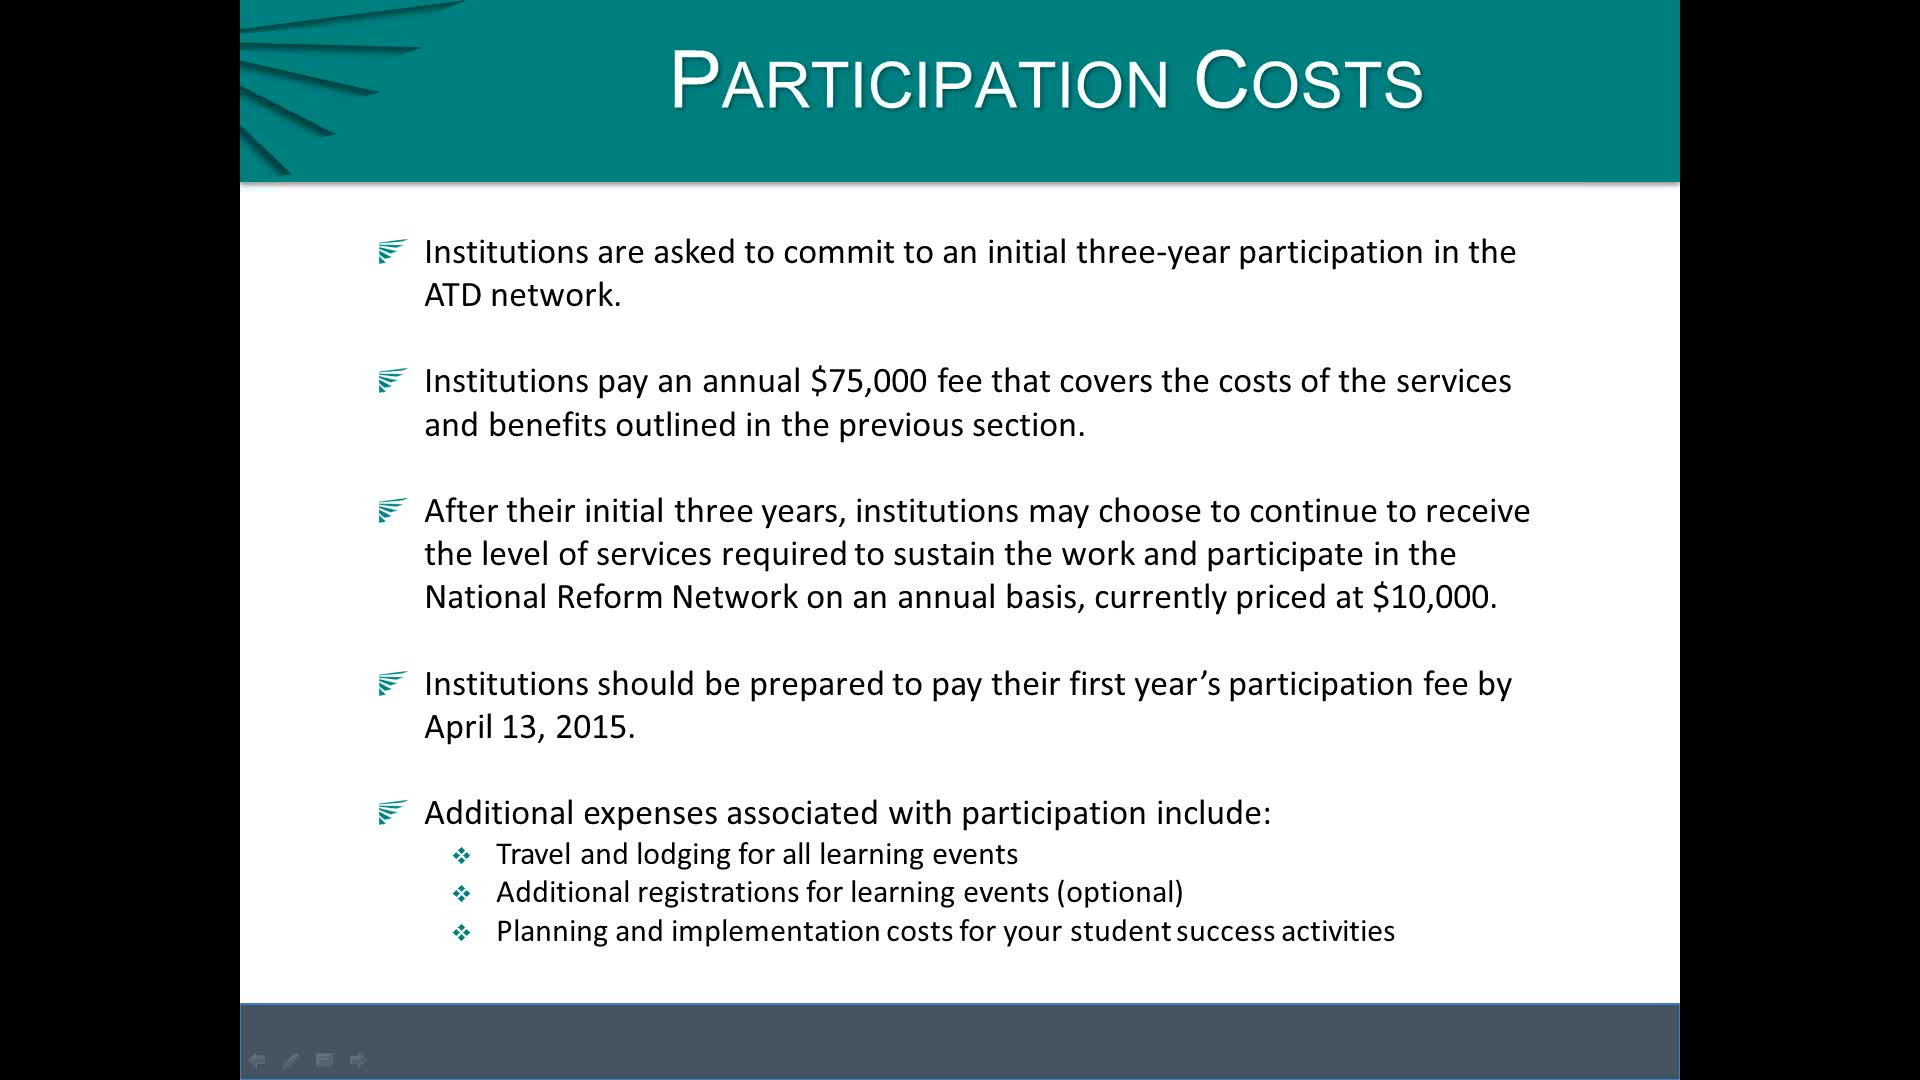 PARTICIPATION COSTS
Institutions are asked to commit to an initial three-year participation in the
ATD network.
Institutions pay an annual $75,000 fee that covers the costs of the services
and benefits outlined in the previous section.
After their initial three years, institutions may choose to continue to receive
the level of services required to sustain the work and participate in the
National Reform Network on an annual basis, currently priced at $10,000.
Institutions should be prepared to pay their first year’s participation fee by
April 13, 2015.
Additional expenses associated with participation include:
Travel and lodging for all learning events
Additional registrations for learning events (optional)
Planning and implementation costs for your student success activities